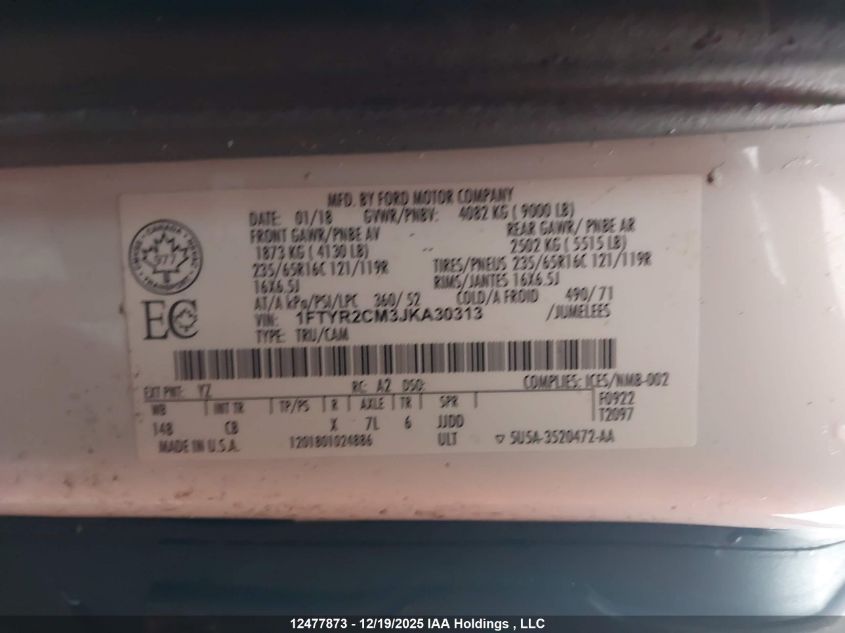 MFD. BY FORD MOTOR COMPANY
DATE: 01/18 GVWR/PNBV: 4082 KG ( 9000 LB)
FRONT GAWR/PNBE AV REAR GAWR/ PNBE AR
1873 KG ( 4130 LB) 2502 KG ( 5515 LB)
235/65R16C 121/119R TIRES/PNEUS 235/65R16C 121/119R
16X6.5J RIMS/JANTES 16X6.5J
AT/A kPa/PSI/LPC 360/ 52 COLD/A FROID 490/ 71
VIN: 1FTYR2CM3JKA30313 /JUMELEES
TYPE: TRU/CAM
CANADA
977
TRANSPORT
EC
EXT PNT: YZ RC: A2 DSO: COMPLIES: ICES/NMB-002
WB INT TR TP/PS R AXLE TR SPR F0922
148 CB X 7L 6 JJDD T2097
MADE IN U.S.A. 1201801024886 ULT ▽ 5U5A-3520472-AA
12477873 - 12/19/2025 IAA Holdings , LLC